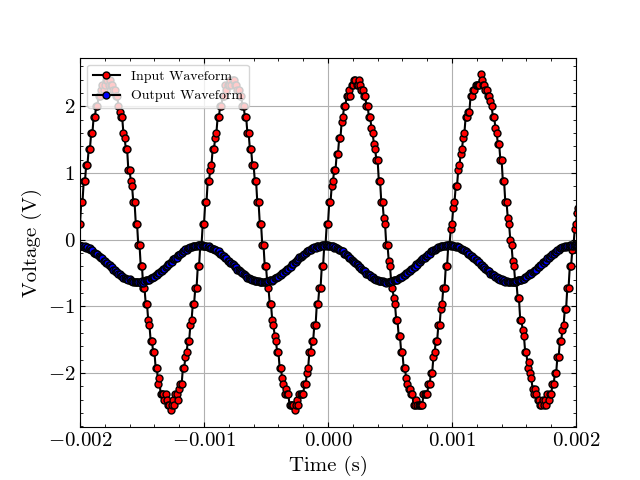 Input Waveform
Output Waveform
Voltage (V)
2
1
0
−1
−2
−0.002
−0.001
0.000
0.001
0.002
Time (s)